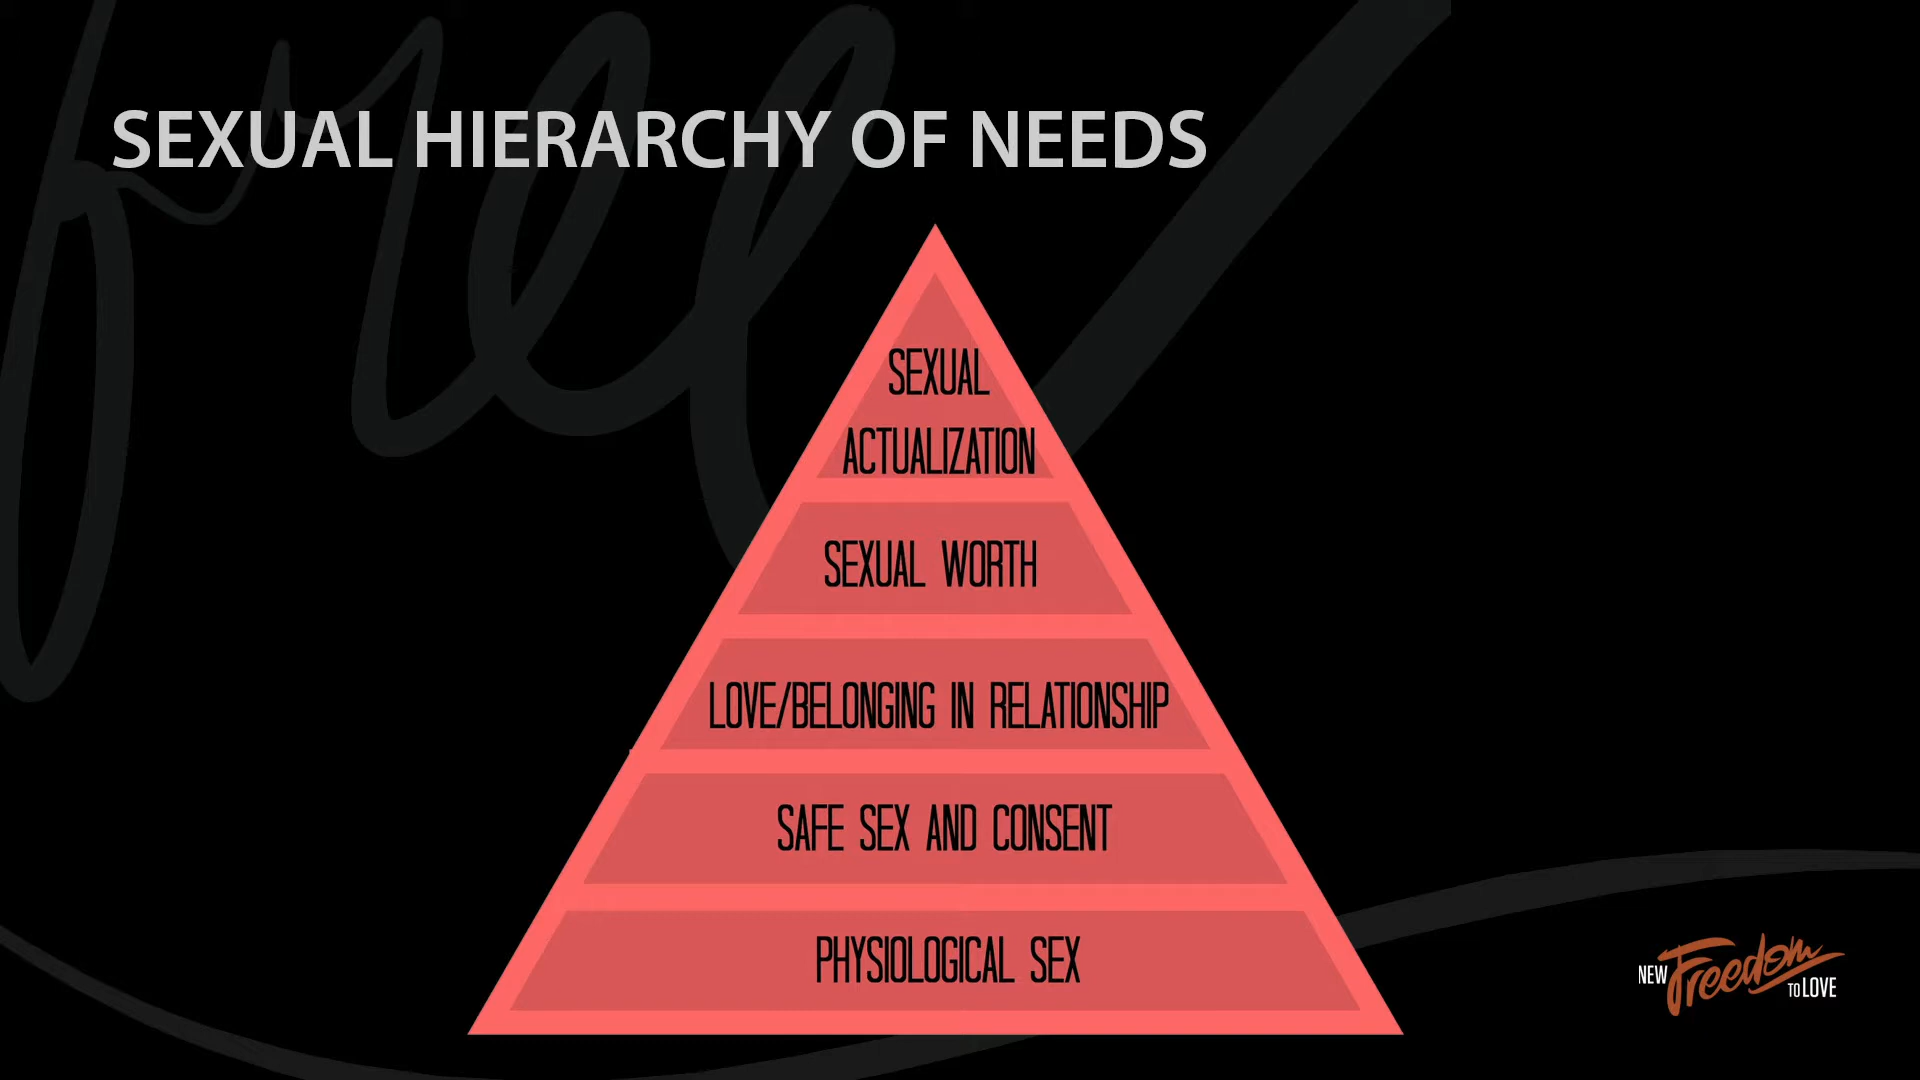 SEXUAL HIERARCHY OF NEEDS
SEXUAL
ACTUALIZATION
SEXUAL WORTH
LOVE/BELONGING IN RELATIONSHIP
SAFE SEX AND CONSENT
PHYSIOLOGICAL SEX
NEW Freedom
TO LOVE